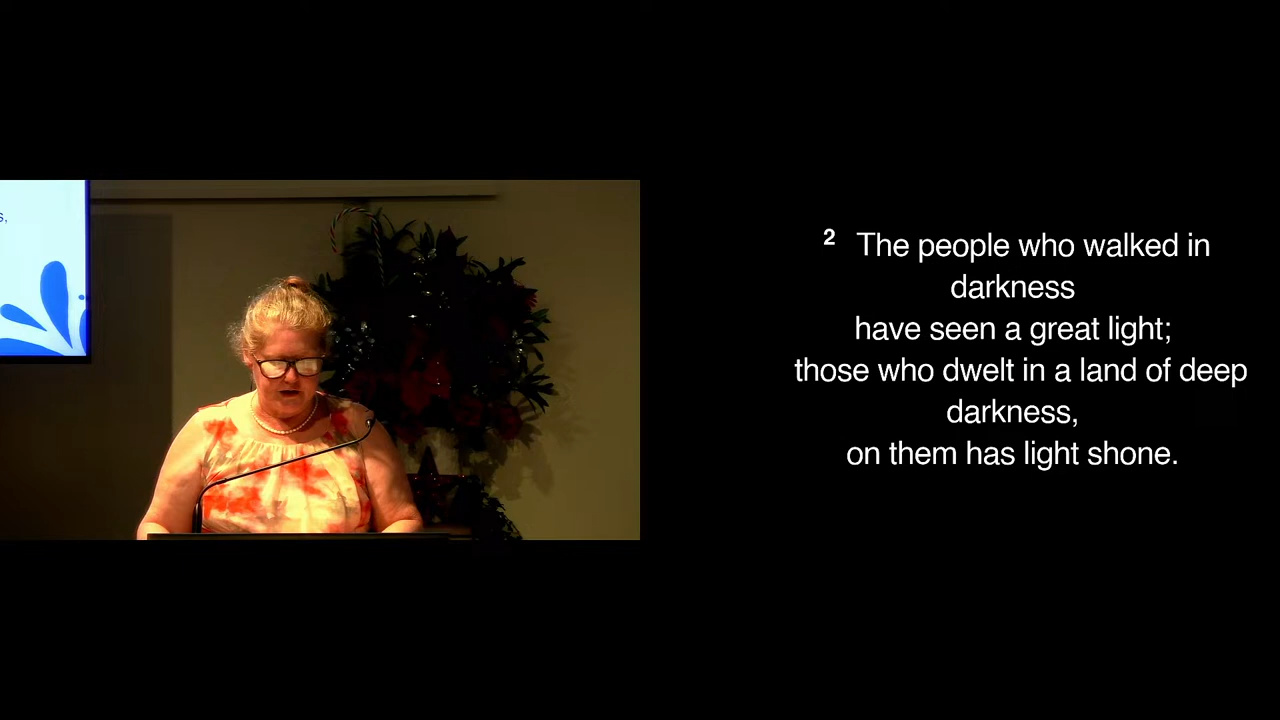 s,
2 The people who walked in
darkness
have seen a great light;
those who dwelt in a land of deep
darkness,
on them has light shone.